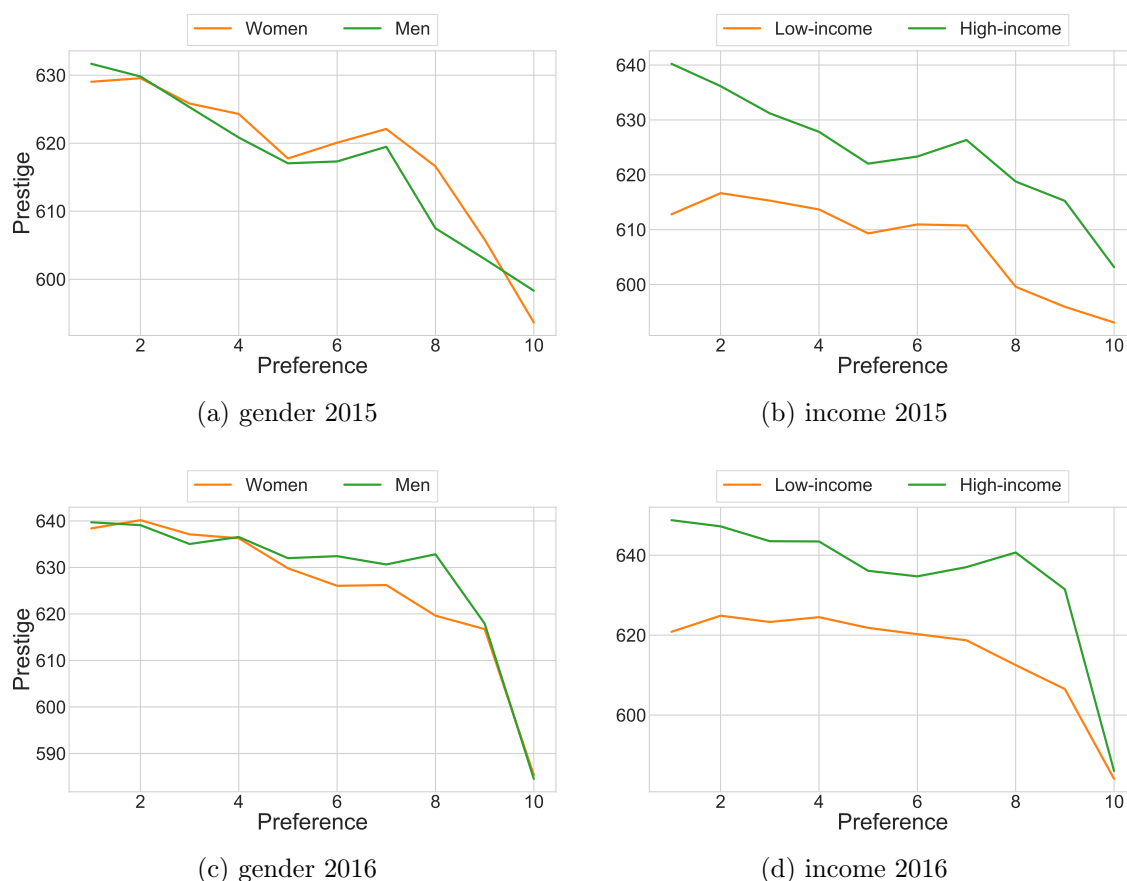 Women Men
630
620
610
600
Prestige
2 4 6 8 10
Preference
(a) gender 2015
Low-income High-income
640
630
620
610
600
2 4 6 8 10
Preference
(b) income 2015
Women Men
640
630
620
610
600
590
Prestige
2 4 6 8 10
Preference
(c) gender 2016
Low-income High-income
640
620
600
2 4 6 8 10
Preference
(d) income 2016